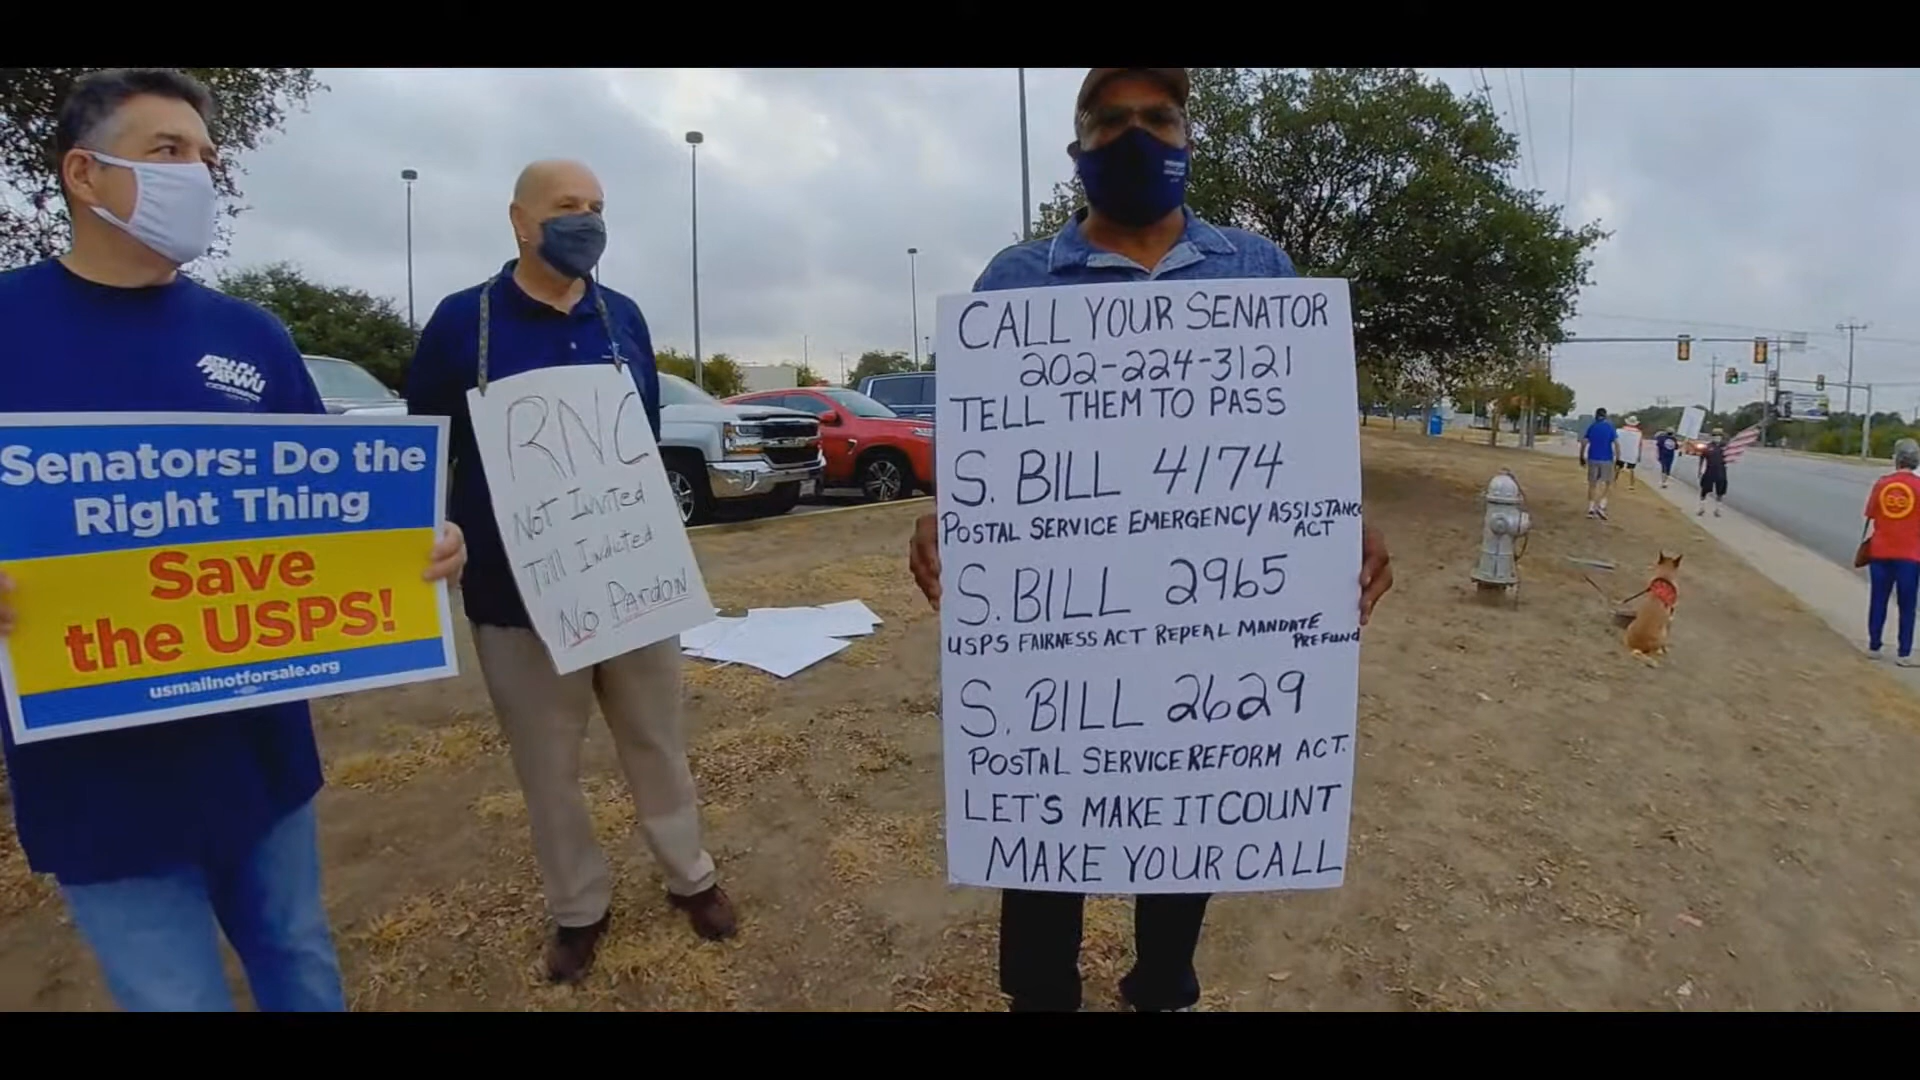 APWU
Senators: Do the
Right Thing
Save
the USPS!
usmailnotforsale.org
RNC
Not Invited
Till Indicted
No Pardon
CALL YOUR SENATOR
202-224-3121
TELL THEM TO PASS
S. BILL 4174
POSTAL SERVICE EMERGENCY ASSISTANC
ACT
S. BILL 2965
USPS FAIRNESS ACT REPEAL MANDATE
PREFUND
S. BILL 2629
POSTAL SERVICE REFORM ACT.
LET'S MAKE IT COUNT
MAKE YOUR CALL